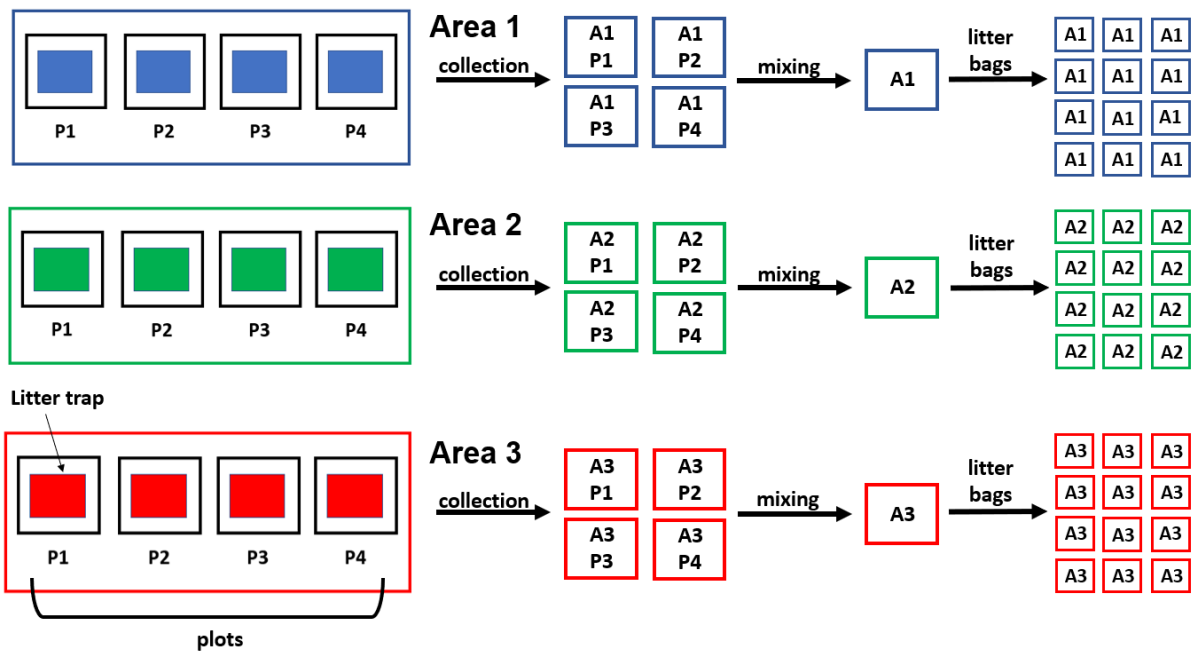 Area 1
P1 P2 P3 P4
collection
A1 A1
P1 P2
A1 A1
P3 P4
mixing
A1
litter
bags
A1 A1 A1
A1 A1 A1
A1 A1 A1
A1 A1 A1
Area 2
P1 P2 P3 P4
collection
A2 A2
P1 P2
A2 A2
P3 P4
mixing
A2
litter
bags
A2 A2 A2
A2 A2 A2
A2 A2 A2
A2 A2 A2
Litter trap
Area 3
P1 P2 P3 P4
collection
A3 A3
P1 P2
A3 A3
P3 P4
mixing
A3
litter
bags
A3 A3 A3
A3 A3 A3
A3 A3 A3
A3 A3 A3
plots